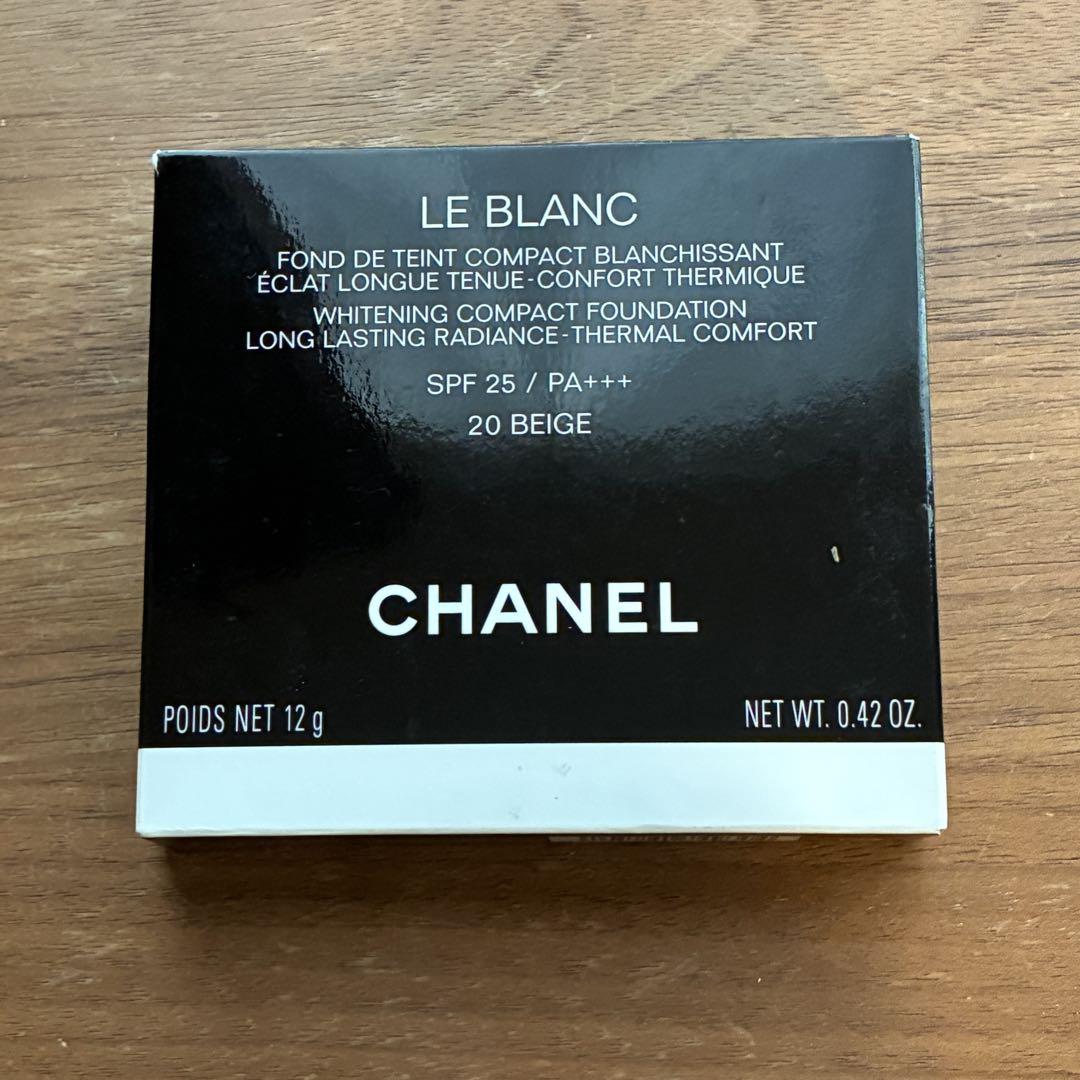 LE BLANC
FOND DE TEINT COMPACT BLANCHISSANT
ÉCLAT LONGUE TENUE-CONFORT THERMIQUE
WHITENING COMPACT FOUNDATION
LONG LASTING RADIANCE-THERMAL COMFORT
SPF 25 / PA+++
20 BEIGE
CHANEL
POIDS NET 12 g
NET WT. 0.42 OZ.